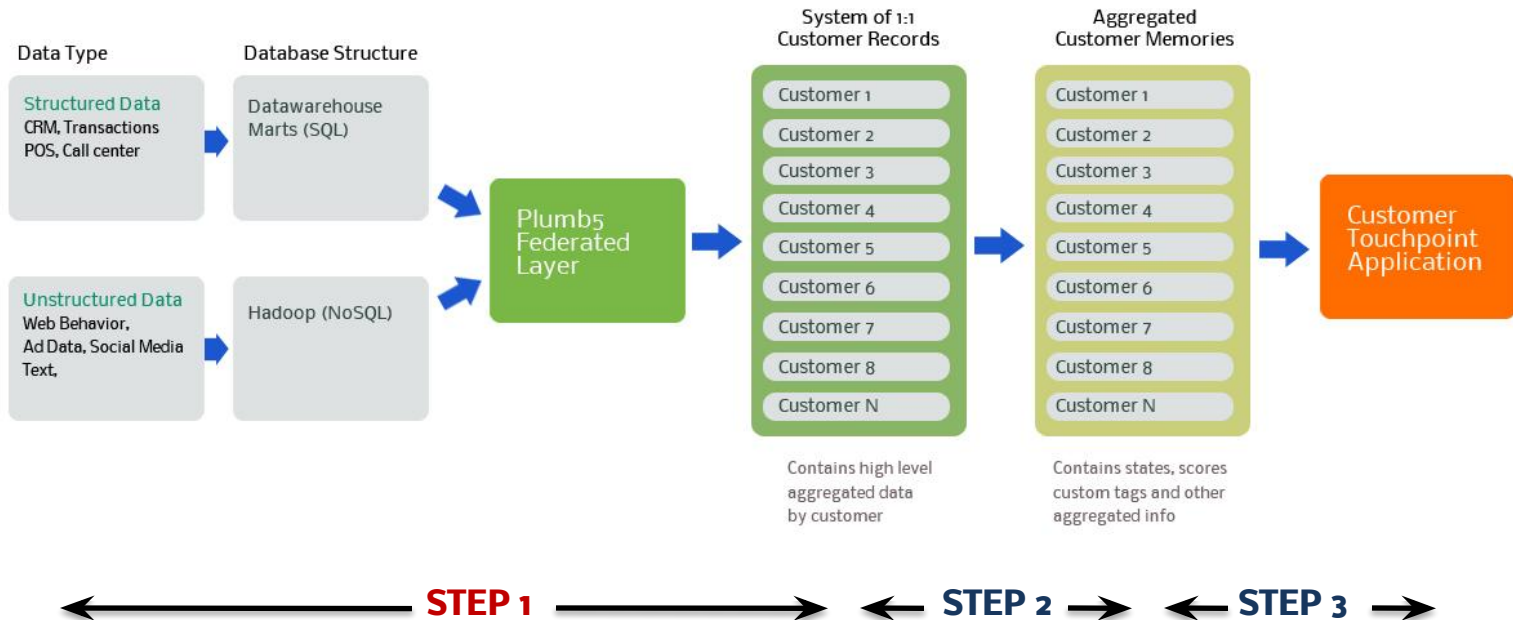 Data Type
Structured Data
CRM, Transactions
POS, Call center
Unstructured Data
Web Behavior,
Ad Data, Social Media
Text,
Database Structure
Datawarehouse
Marts (SQL)
Hadoop (NoSQL)
Plumb5
Federated
Layer
System of 1:1
Customer Records
Customer 1
Customer 2
Customer 3
Customer 4
Customer 5
Customer 6
Customer 7
Customer 8
Customer N
Contains high level
aggregated data
by customer
Aggregated
Customer Memories
Customer 1
Customer 2
Customer 3
Customer 4
Customer 5
Customer 6
Customer 7
Customer 8
Customer N
Contains states, scores
custom tags and other
aggregated info
Customer
Touchpoint
Application
STEP 1
STEP 2
STEP 3